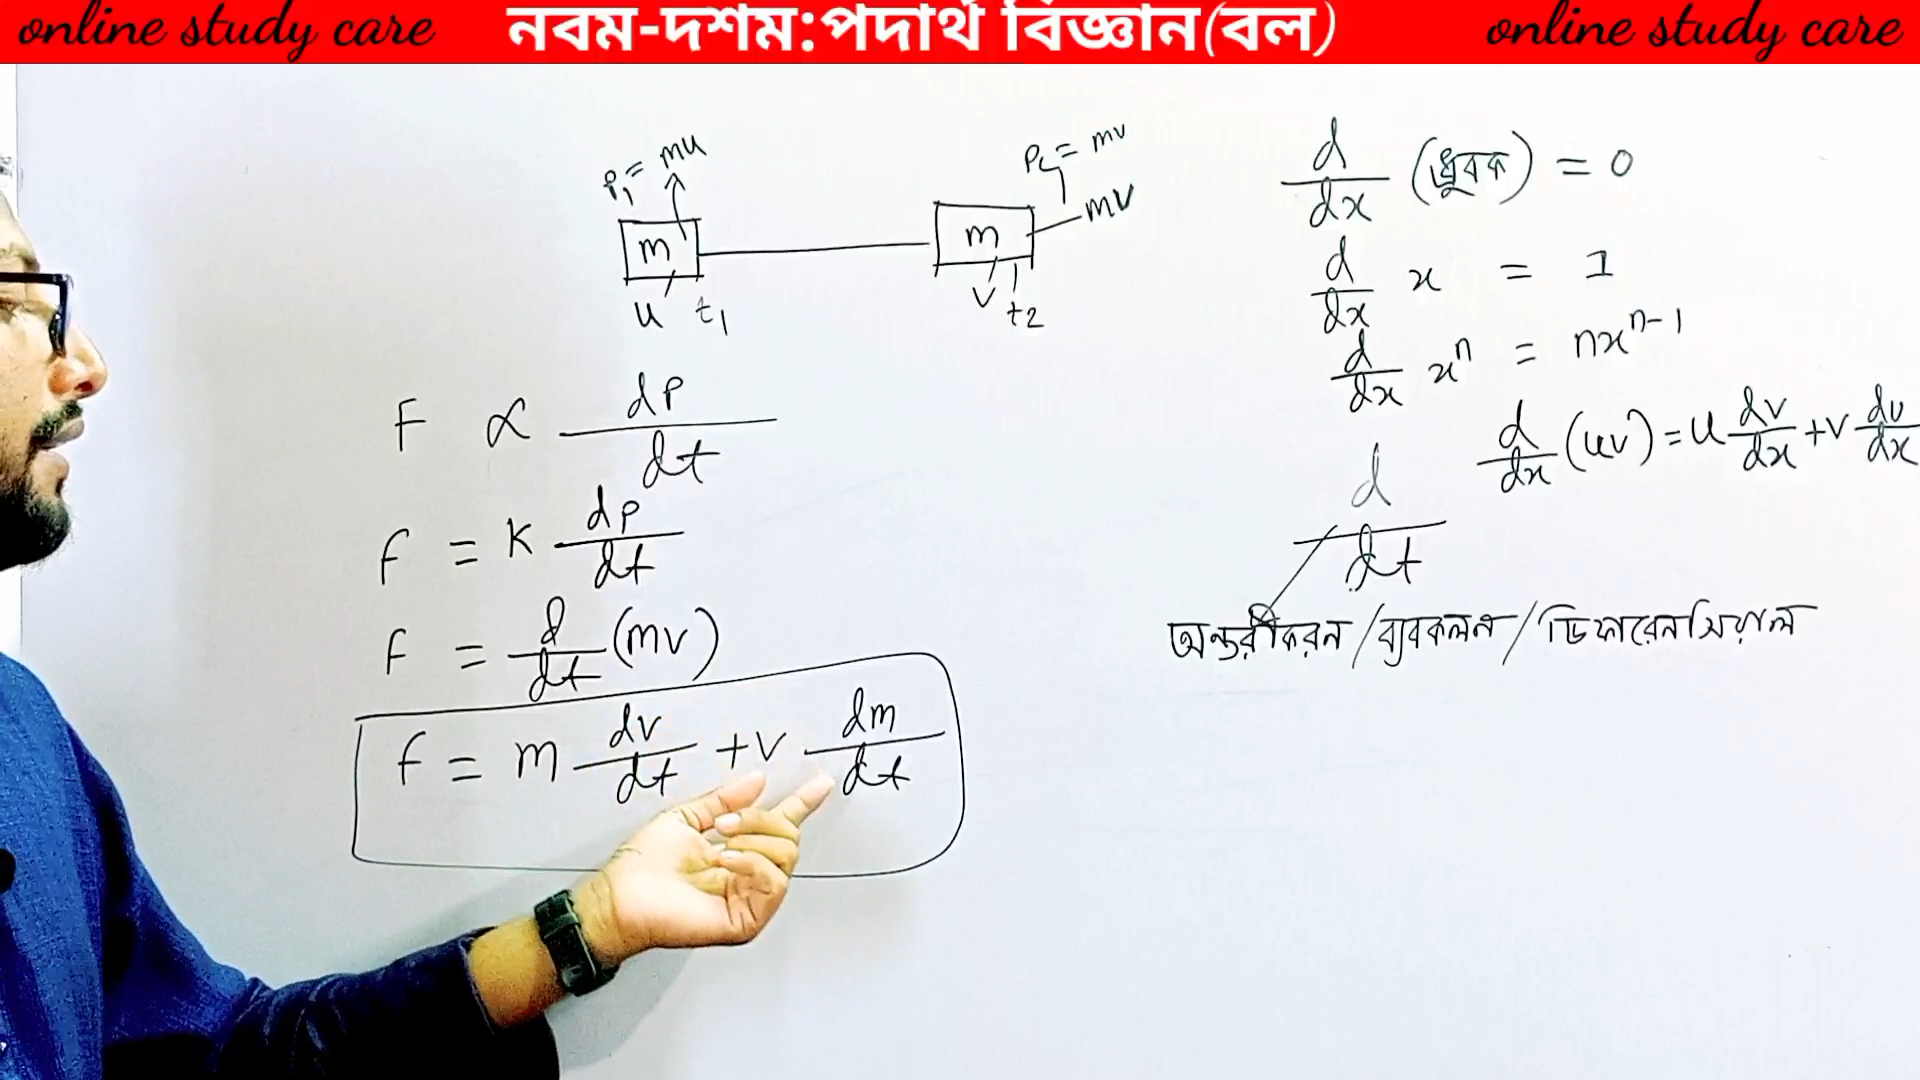 online study care নবম-দশম:পদার্থ বিজ্ঞান(বল) online study care
P₁ = mu
m
u t₁
P₂ = mv
mv
m
v t₂
F ∝ dp/dt
F = K dp/dt
F = d/dt (mv)
F = m dv/dt + v dm/dt
d/dx (ধ্রুবক) = 0
d/dx x = 1
d/dx xⁿ = nxⁿ⁻¹
d/dx (uv) = u dv/dx + v du/dx
d/dt
অন্তরীকরন/ব্যবকলন/ডিফারেনসিয়াল